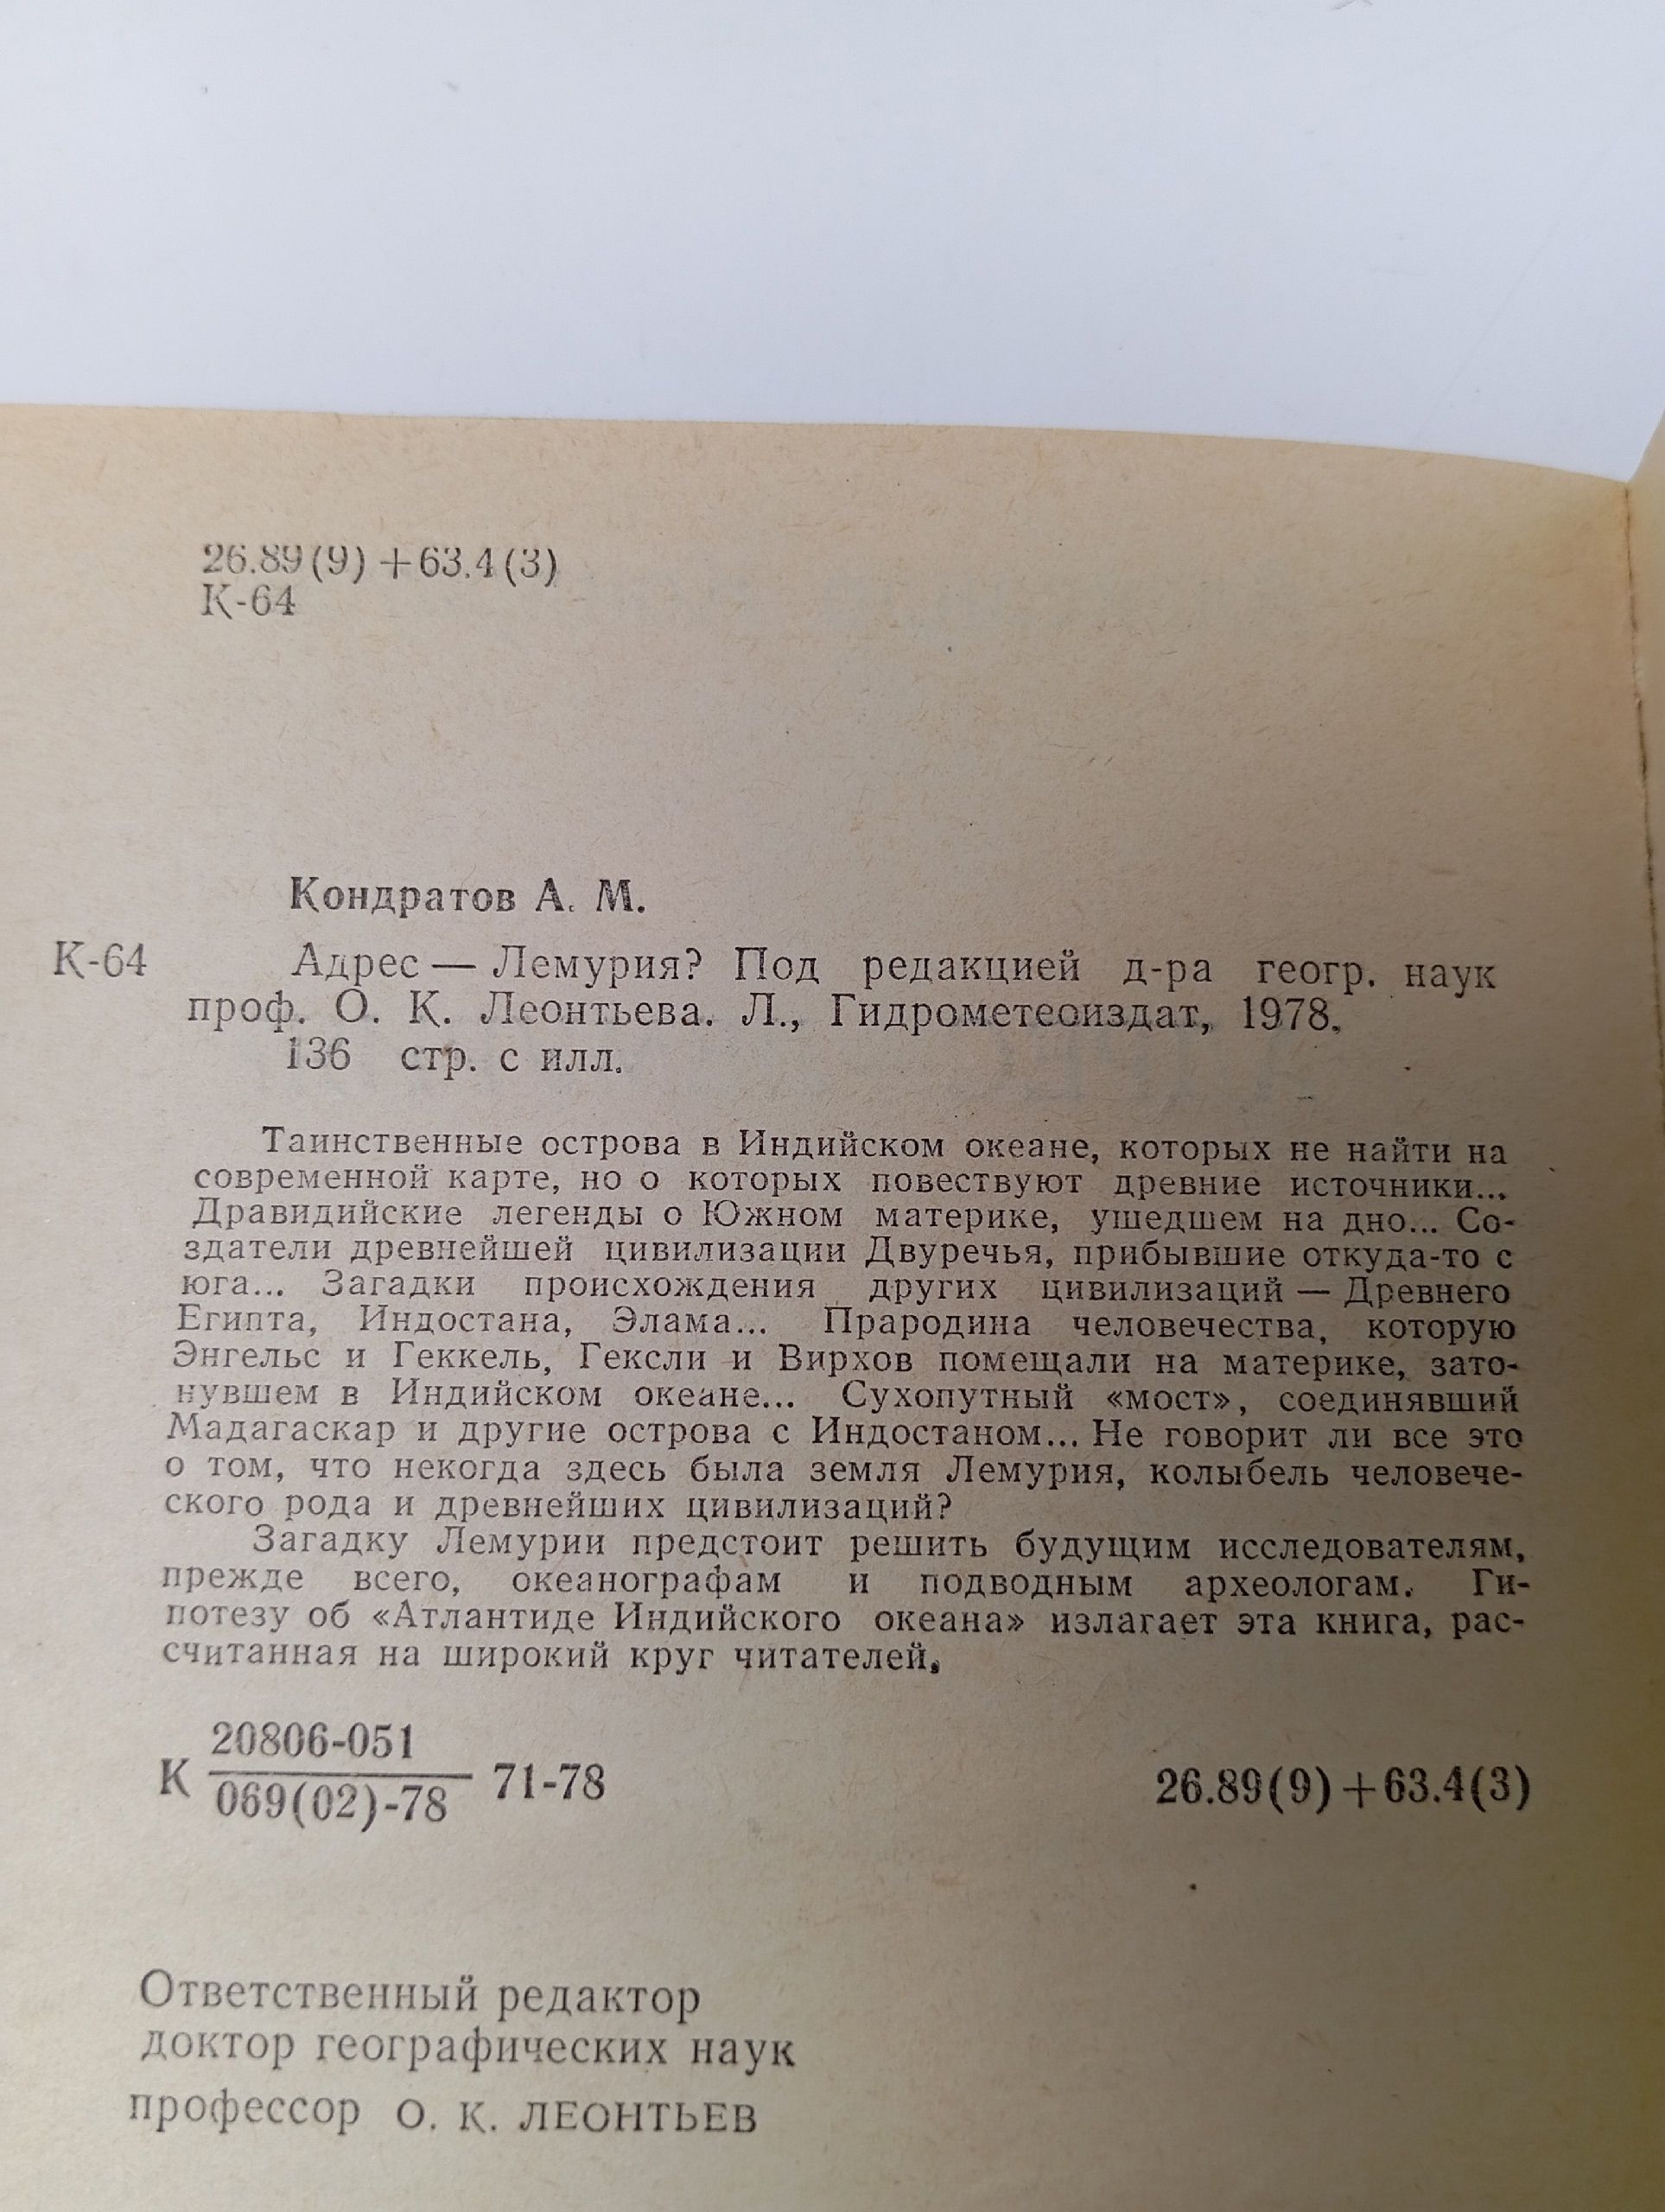 26.89(9)+63.4(3)
К-64
Кондратов А. М.
К-64 Адрес — Лемурия? Под редакцией д-ра геогр. наук
проф. О. К. Леонтьева. Л., Гидрометеоиздат, 1978.
136 стр. с илл.
Таинственные острова в Индийском океане, которых не найти на
современной карте, но о которых повествуют древние источники...
Дравидийские легенды о Южном материке, ушедшем на дно... Со-
здатели древнейшей цивилизации Двуречья, прибывшие откуда-то с
юга... Загадки происхождения других цивилизаций — Древнего
Египта, Индостана, Элама... Прародина человечества, которую
Энгельс и Геккель, Гексли и Вирхов помещали на материке, зато-
нувшем в Индийском океане... Сухопутный «мост», соединявший
Мадагаскар и другие острова с Индостаном... Не говорит ли все это
о том, что некогда здесь была земля Лемурия, колыбель человече-
ского рода и древнейших цивилизаций?
Загадку Лемурии предстоит решить будущим исследователям,
прежде всего, океанографам и подводным археологам. Ги-
потезу об «Атлантиде Индийского океана» излагает эта книга, рас-
считанная на широкий круг читателей.
20806-051
К 71-78 26.89(9)+63.4(3)
069(02)-78
Ответственный редактор
доктор географических наук
профессор О. К. ЛЕОНТЬЕВ